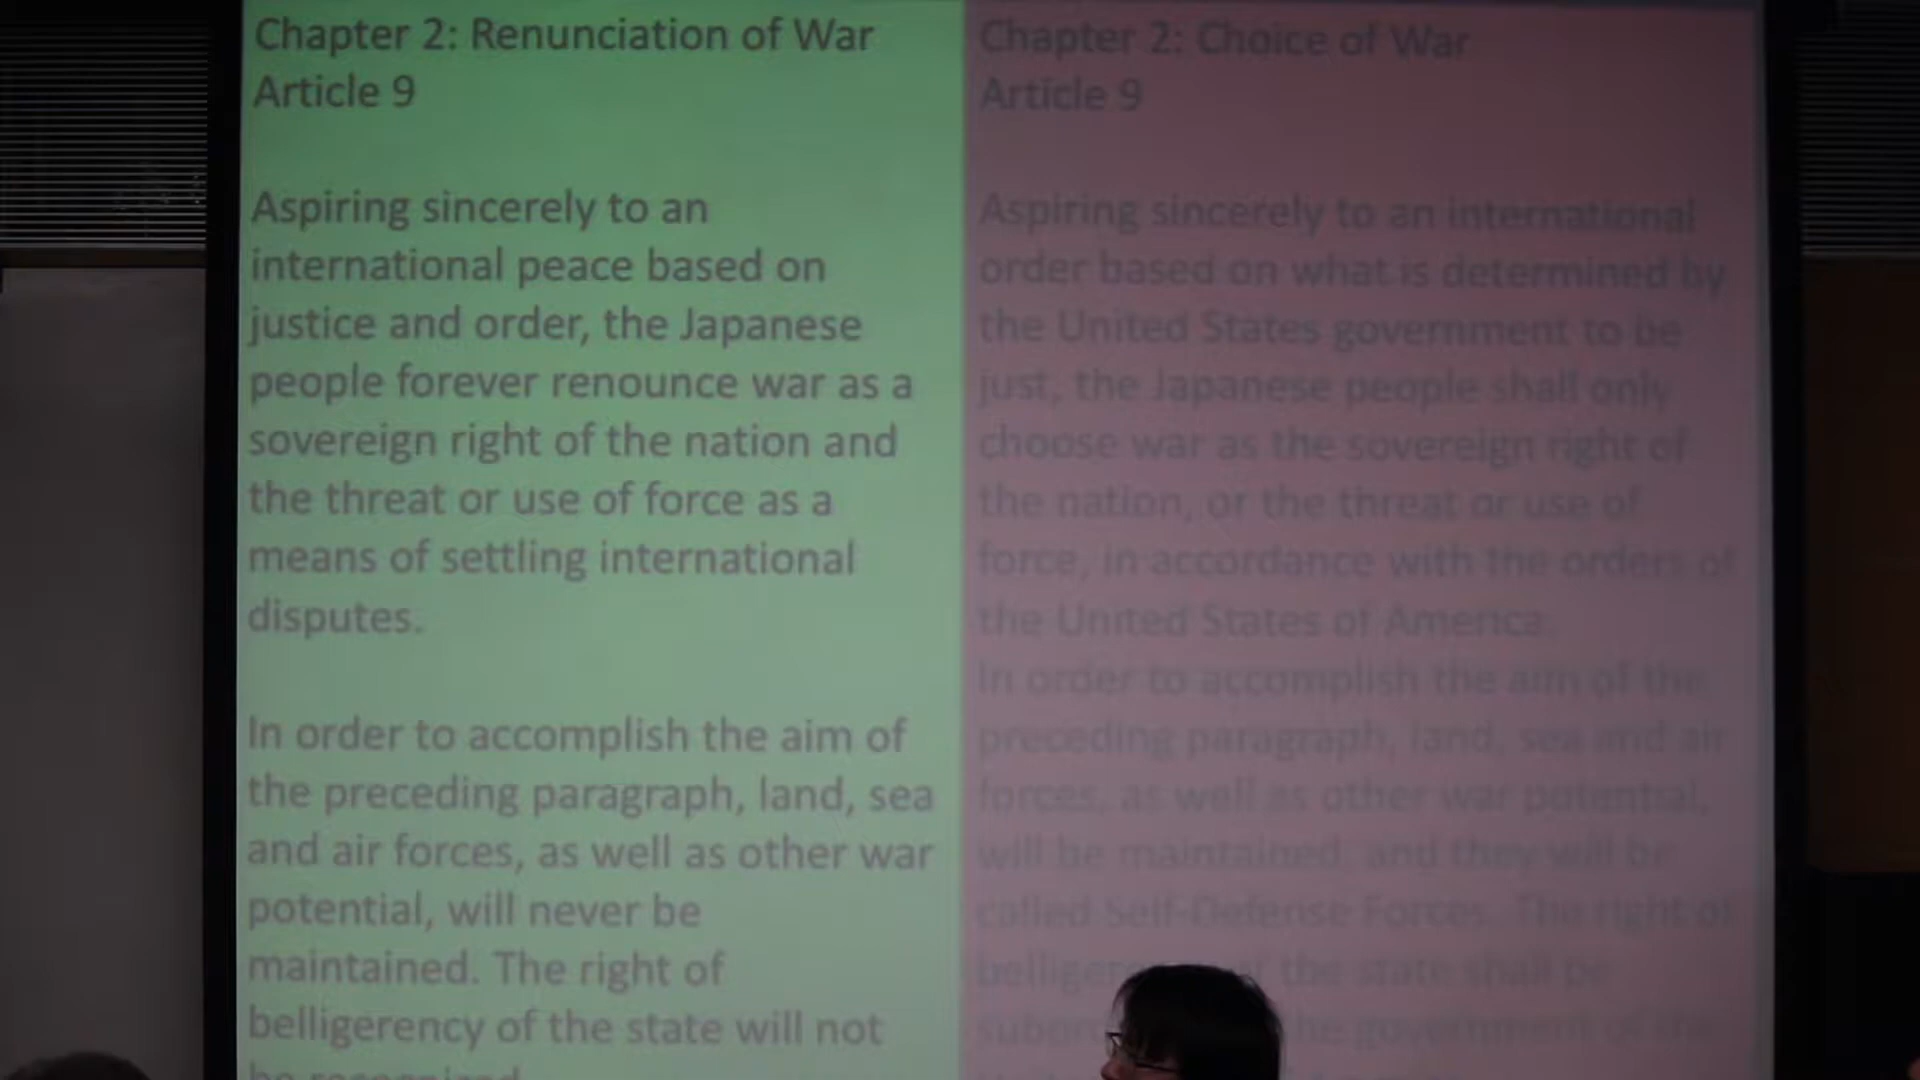 Chapter 2: Renunciation of War
Article 9
Aspiring sincerely to an
international peace based on
justice and order, the Japanese
people forever renounce war as a
sovereign right of the nation and
the threat or use of force as a
means of settling international
disputes.
In order to accomplish the aim of
the preceding paragraph, land, sea
and air forces, as well as other war
potential, will never be
maintained. The right of
belligerency of the state will not
be recognized.
Chapter 2: Choice of War
Article 9
Aspiring sincerely to an international
order based on what is determined by
the United States government to be
just, the Japanese people shall only
choose war as the sovereign right of
the nation, or the threat or use of
force, in accordance with the orders of
the United States of America.
In order to accomplish the aim of the
preceding paragraph, land, sea and air
forces, as well as other war potential,
will be maintained, and they will be
called Self-Defense Forces. The right of
of the state shall be
the government of the